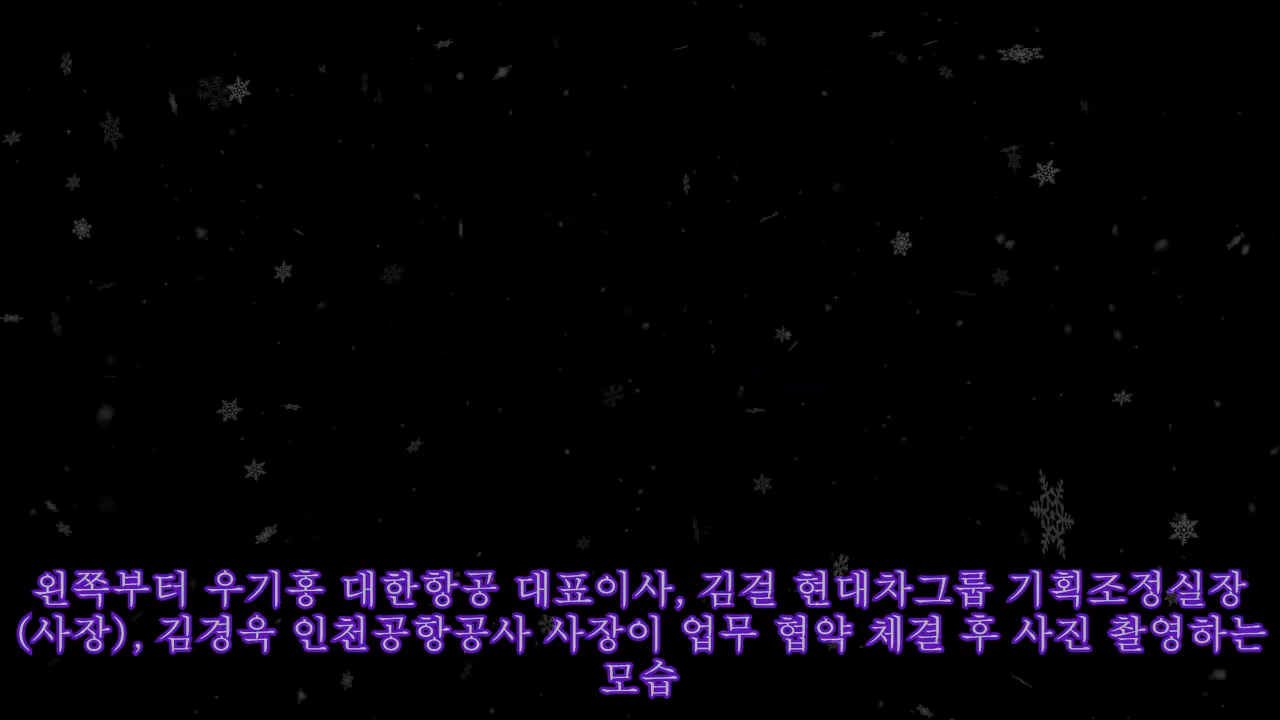 왼쪽부터 우기홍 대한항공 대표이사, 김걸 현대차그룹 기획조정실장
(사장), 김경욱 인천공항공사 사장이 업무 협약 체결 후 사진 촬영하는
모습